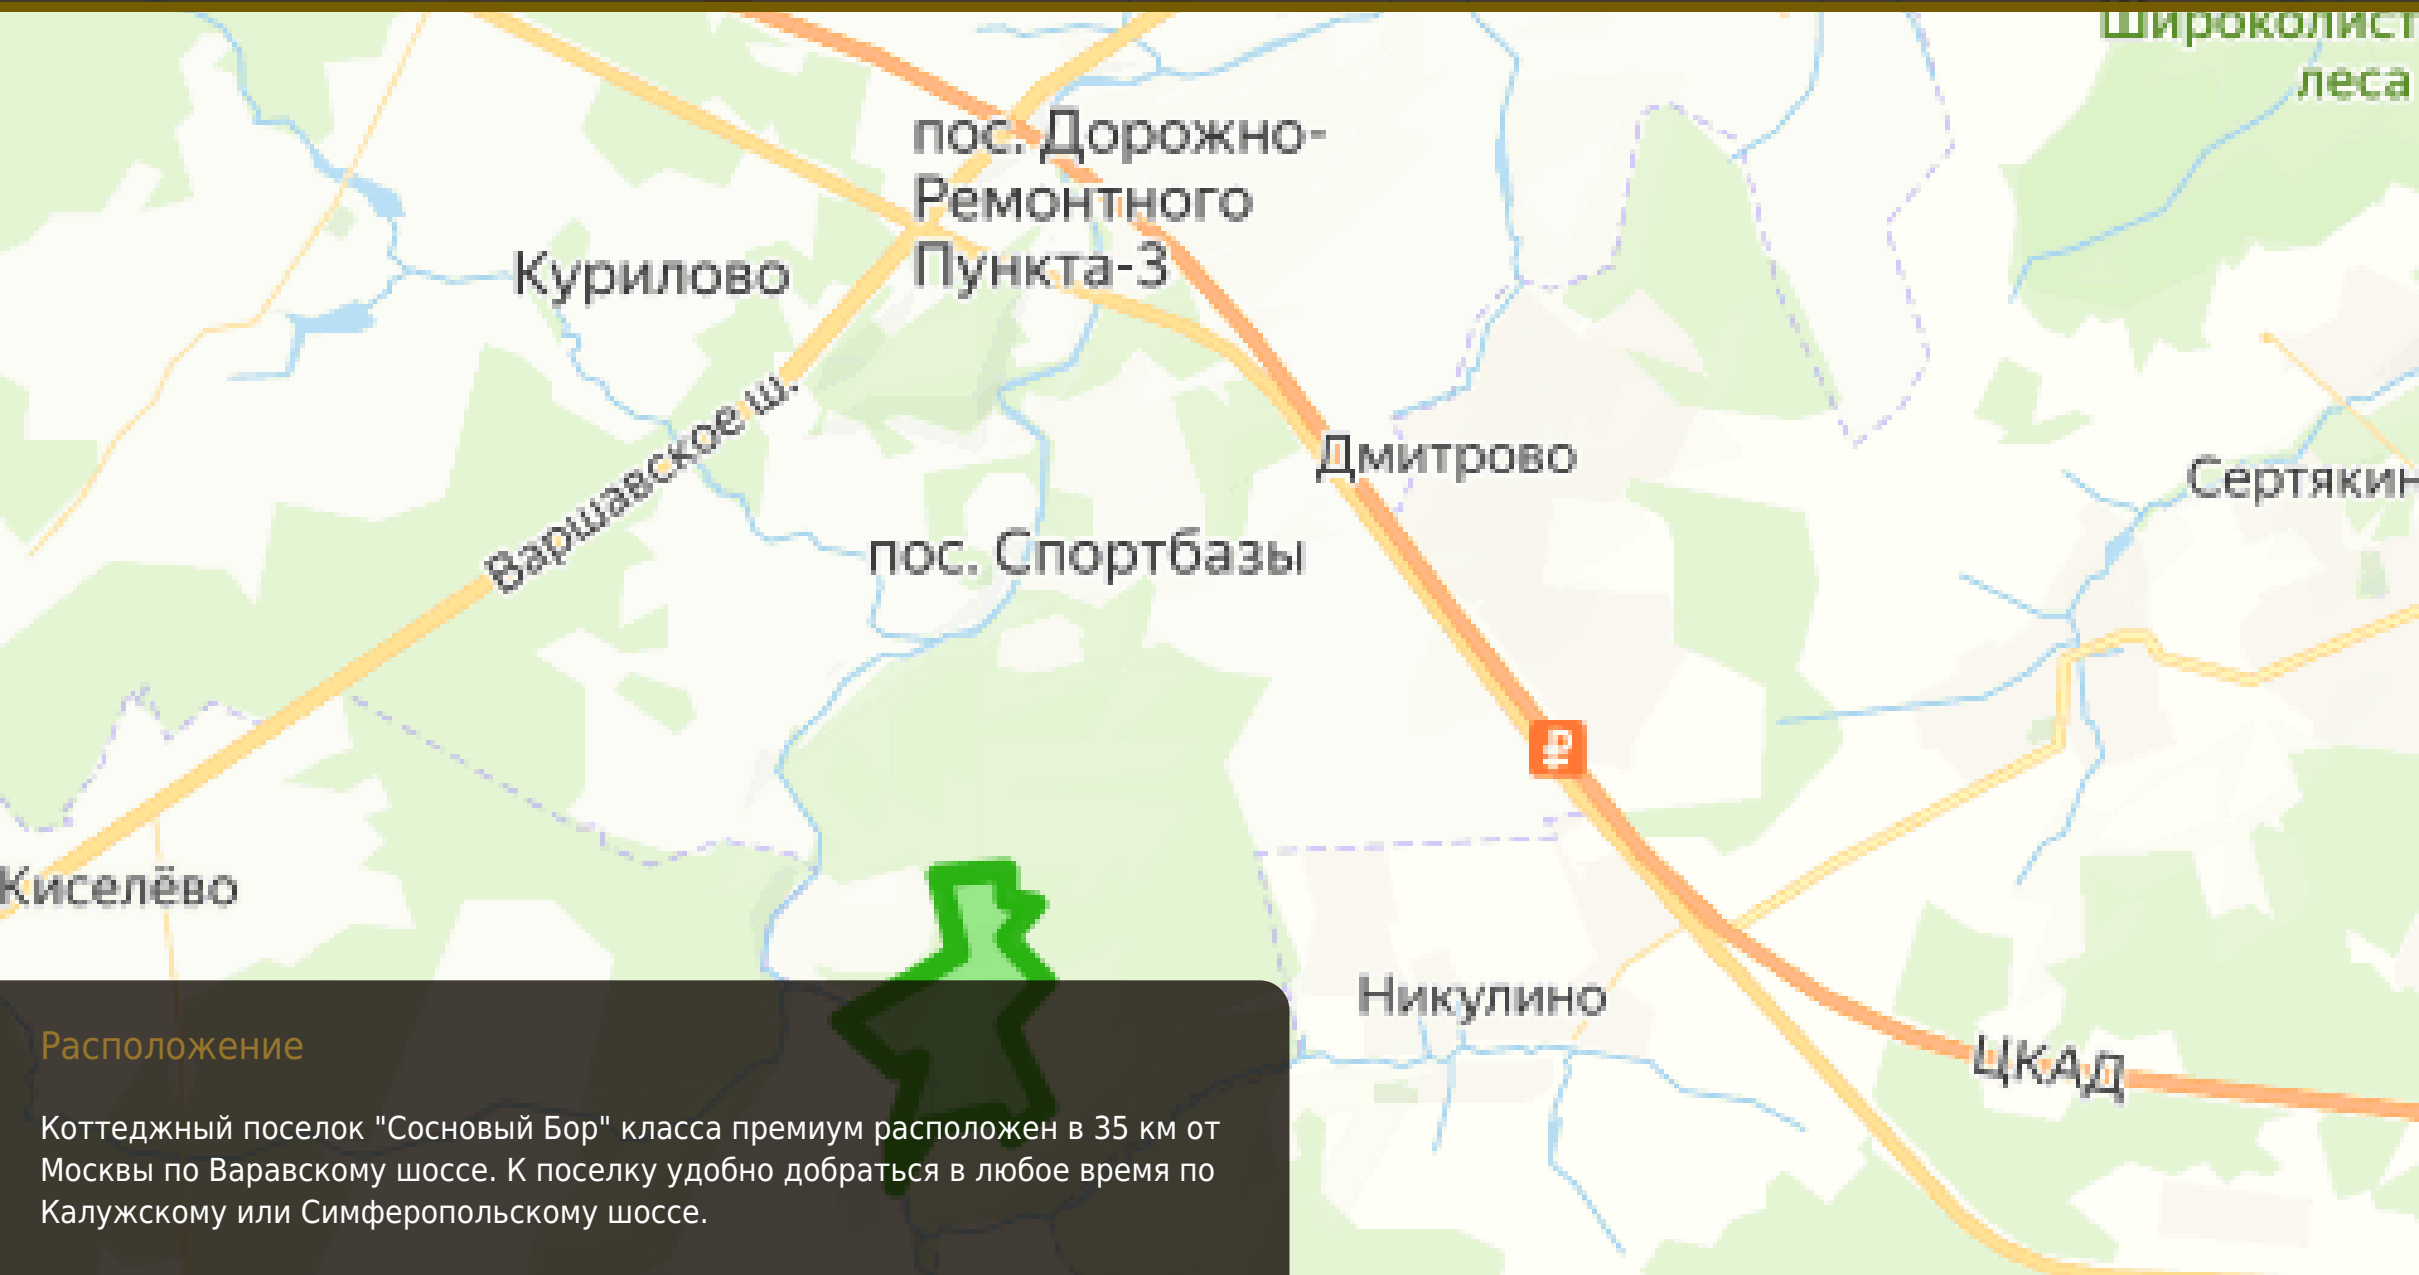 Широколист
леса
пос. Дорожно-
Ремонтного
Пункта-3
Курилово
Варшавское ш.
Дмитрово
Сертякин
пос. Спортбазы
₽
Киселёво
Никулино
ЦКАД
Расположение
Коттеджный поселок "Сосновый Бор" класса премиум расположен в 35 км от
Москвы по Варавскому шоссе. К поселку удобно добраться в любое время по
Калужскому или Симферопольскому шоссе.